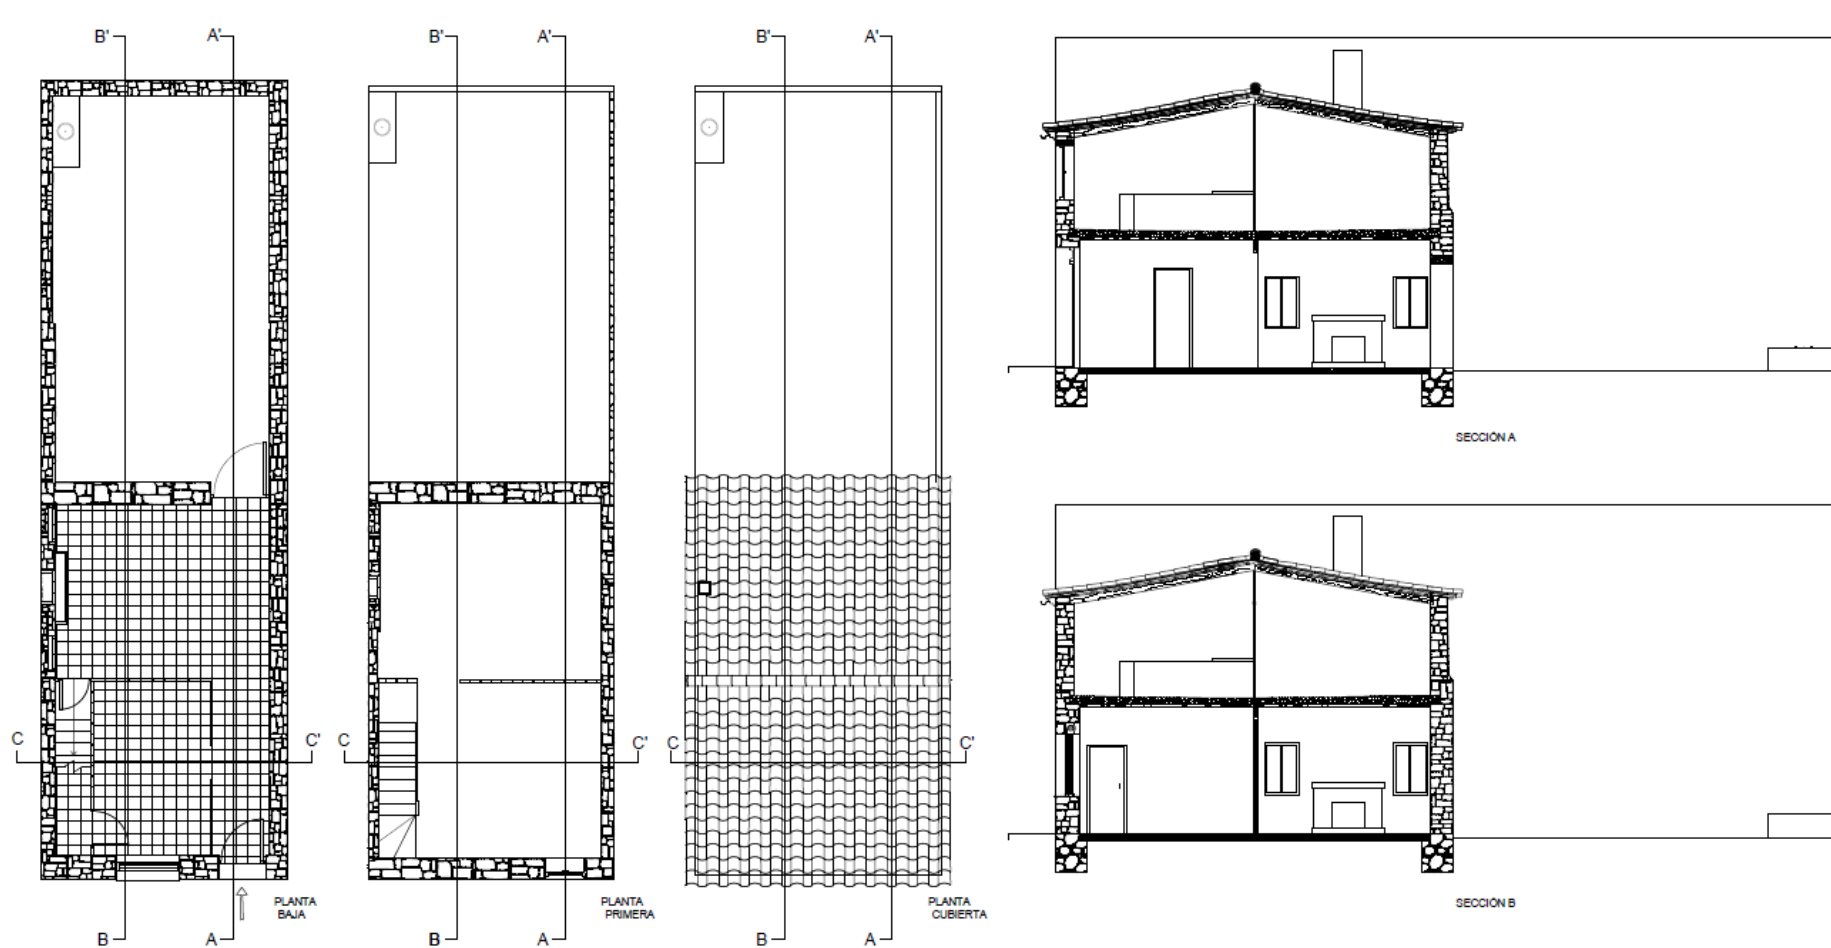 B'
A'
B'
A'
B'
A'
SECCIÓN A
C
C'
C
C'
C
C'
PLANTA
BAJA
PLANTA
PRIMERA
PLANTA
CUBIERTA
SECCIÓN B
B
A
B
A
B
A